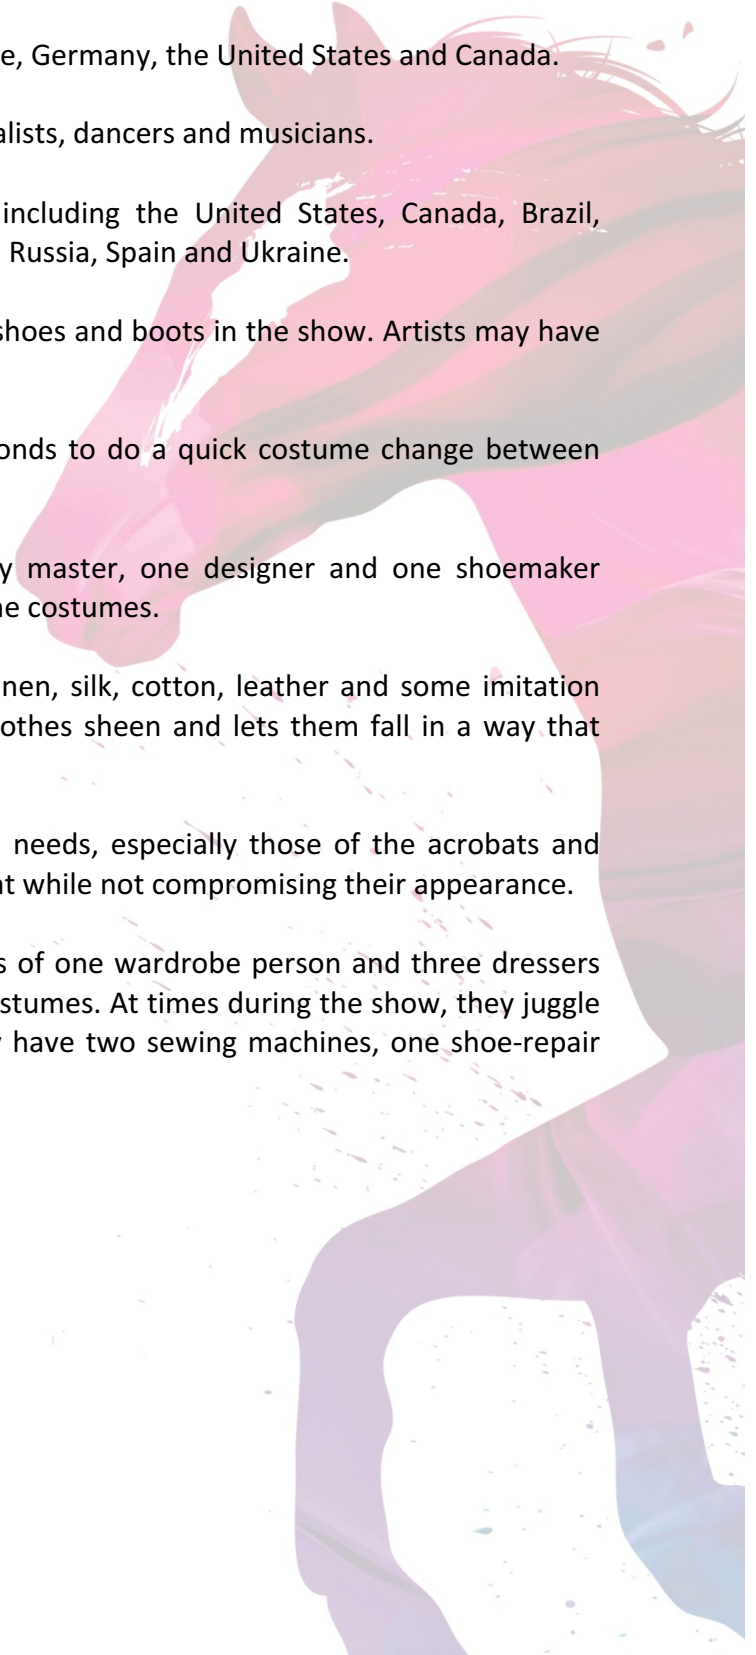 e, Germany, the United States and Canada.
alists, dancers and musicians.
including the United States, Canada, Brazil,
Russia, Spain and Ukraine.
shoes and boots in the show. Artists may have
onds to do a quick costume change between
y master, one designer and one shoemaker
ne costumes.
nen, silk, cotton, leather and some imitation
othes sheen and lets them fall in a way that
needs, especially those of the acrobats and
nt while not compromising their appearance.
s of one wardrobe person and three dressers
ostumes. At times during the show, they juggle
y have two sewing machines, one shoe-repair